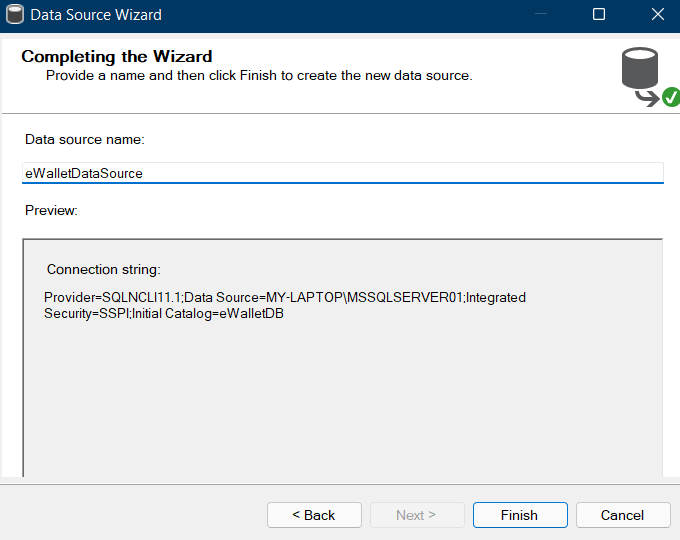 Data Source Wizard
Completing the Wizard
Provide a name and then click Finish to create the new data source.
Data source name:
eWalletDataSource
Preview:
Connection string:
Provider=SQLNCLI11.1;Data Source=MY-LAPTOP\MSSQLSERVER01;Integrated
Security=SSPI;Initial Catalog=eWalletDB
< Back
Next >
Finish
Cancel